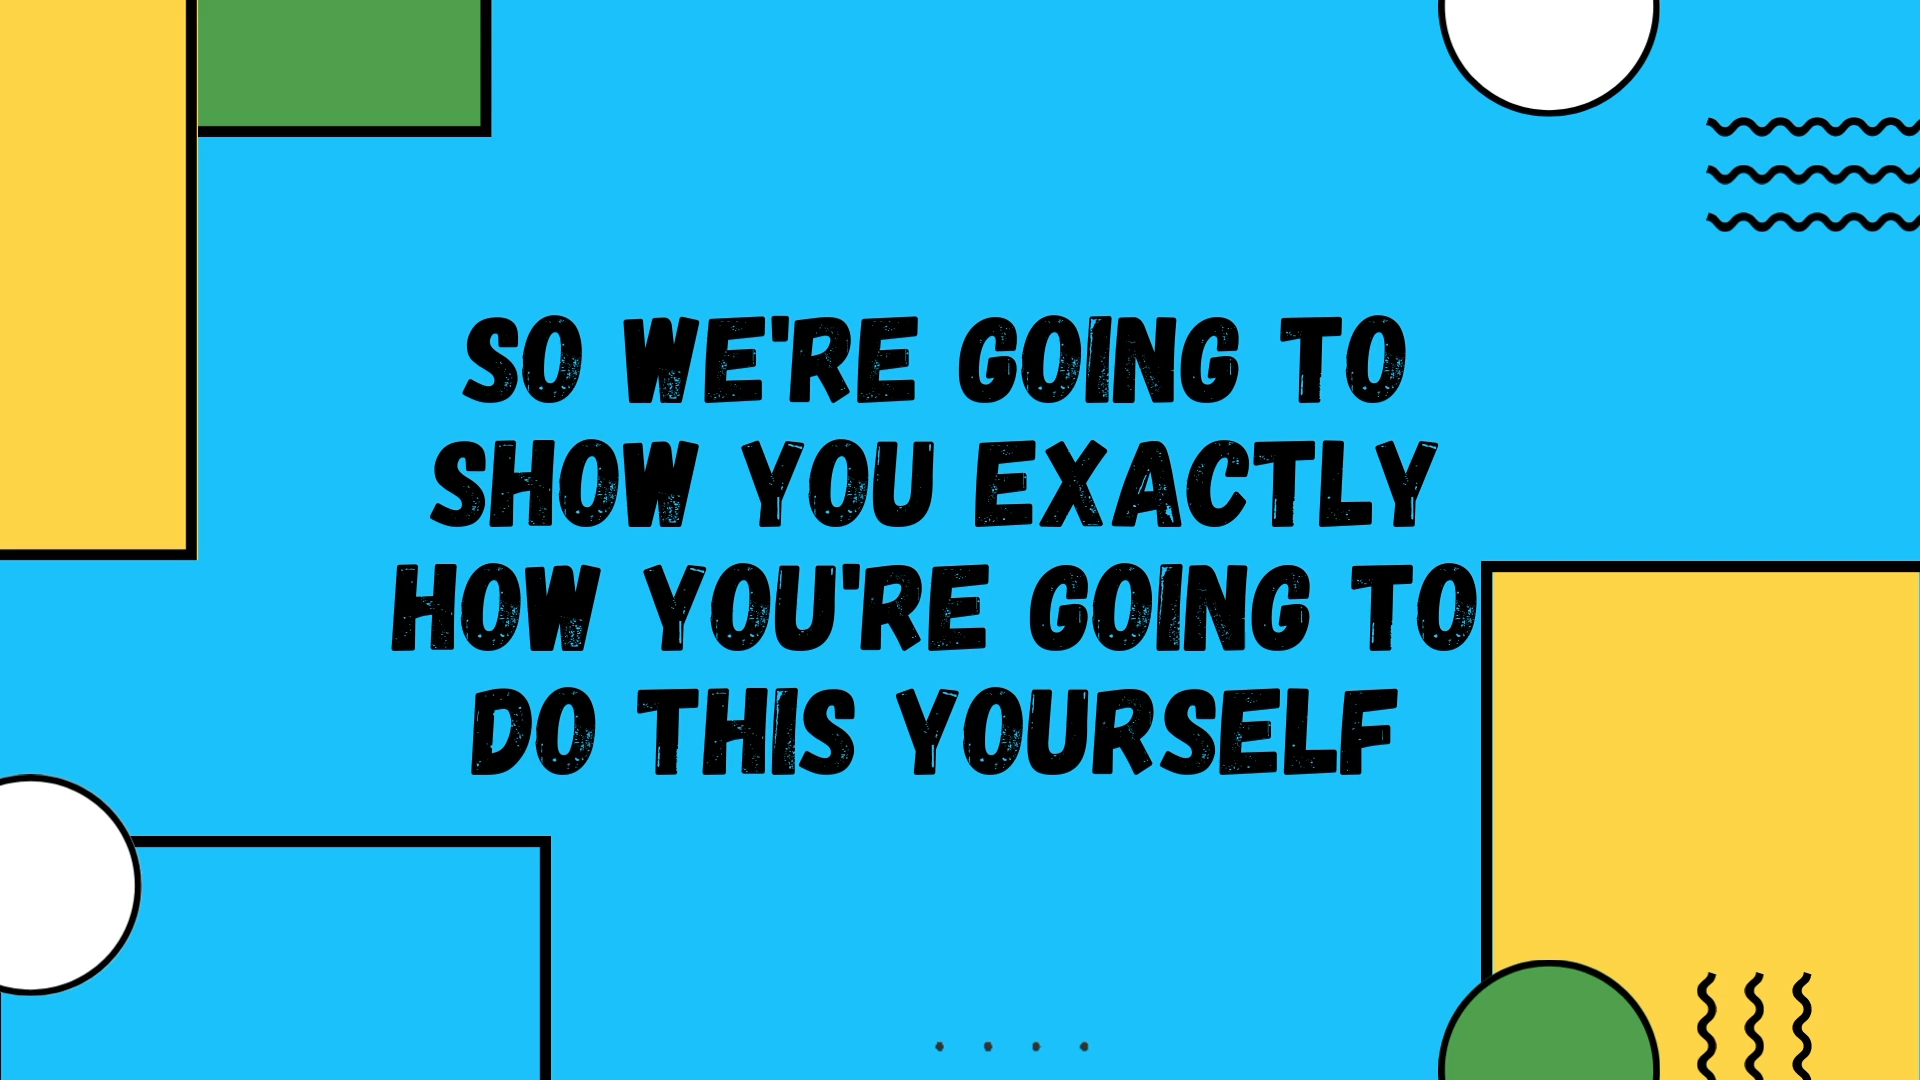 SO WE'RE GOING TO
SHOW YOU EXACTLY
HOW YOU'RE GOING TO
DO THIS YOURSELF